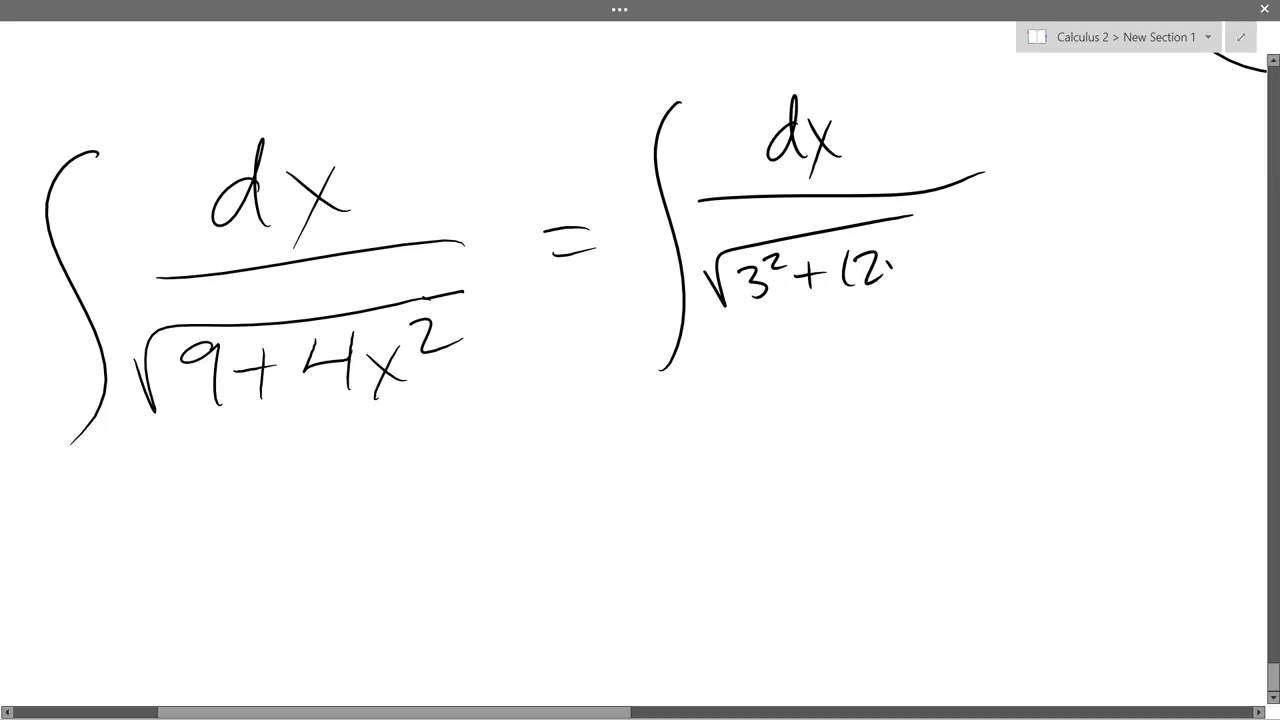 Calculus 2 > New Section 1
∫ dx / √(9 + 4x²) = ∫ dx / √(3² + (2